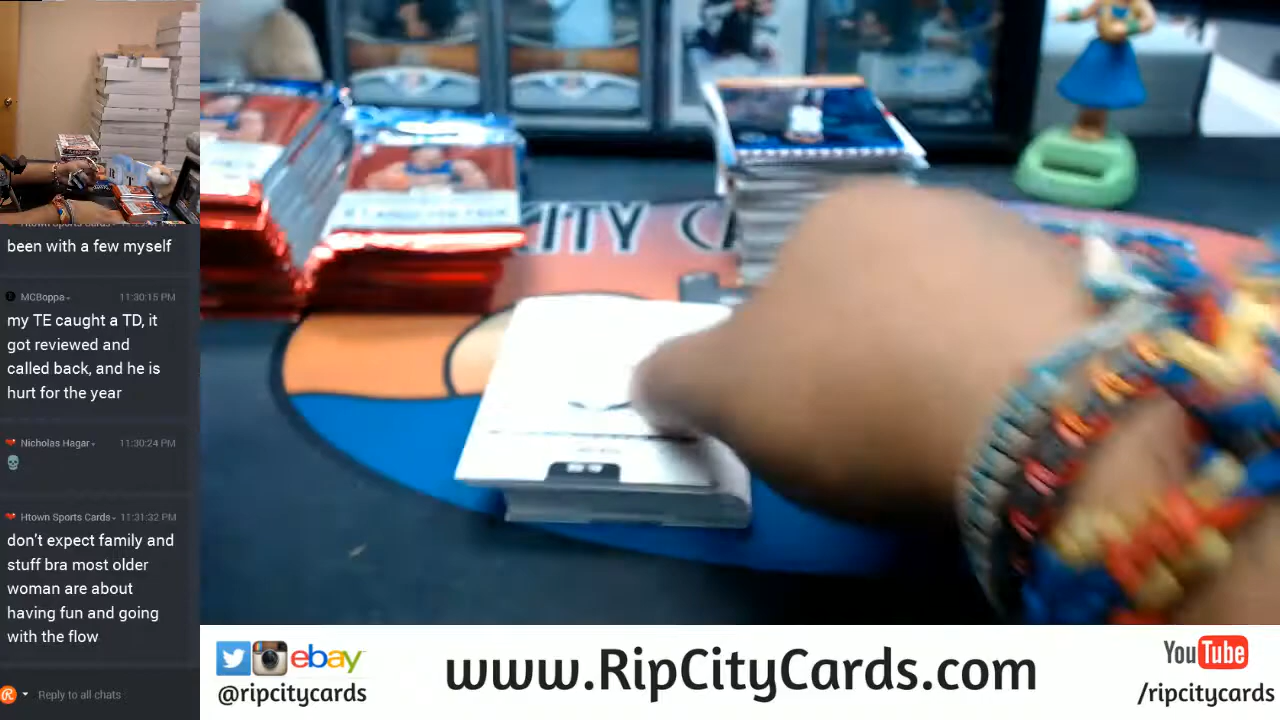 been with a few myself
MCBoppa
11:30:15 PM
my TE caught a TD, it
got reviewed and
called back, and he is
hurt for the year
Nicholas Hagar
11:30:24 PM
Htown Sports Cards
11:31:32 PM
don't expect family and
stuff bra most older
woman are about
having fun and going
with the flow
Reply to all chats
ITY C
ebay
@ripcitycards
www.RipCityCards.com
YouTube
/ripcitycards